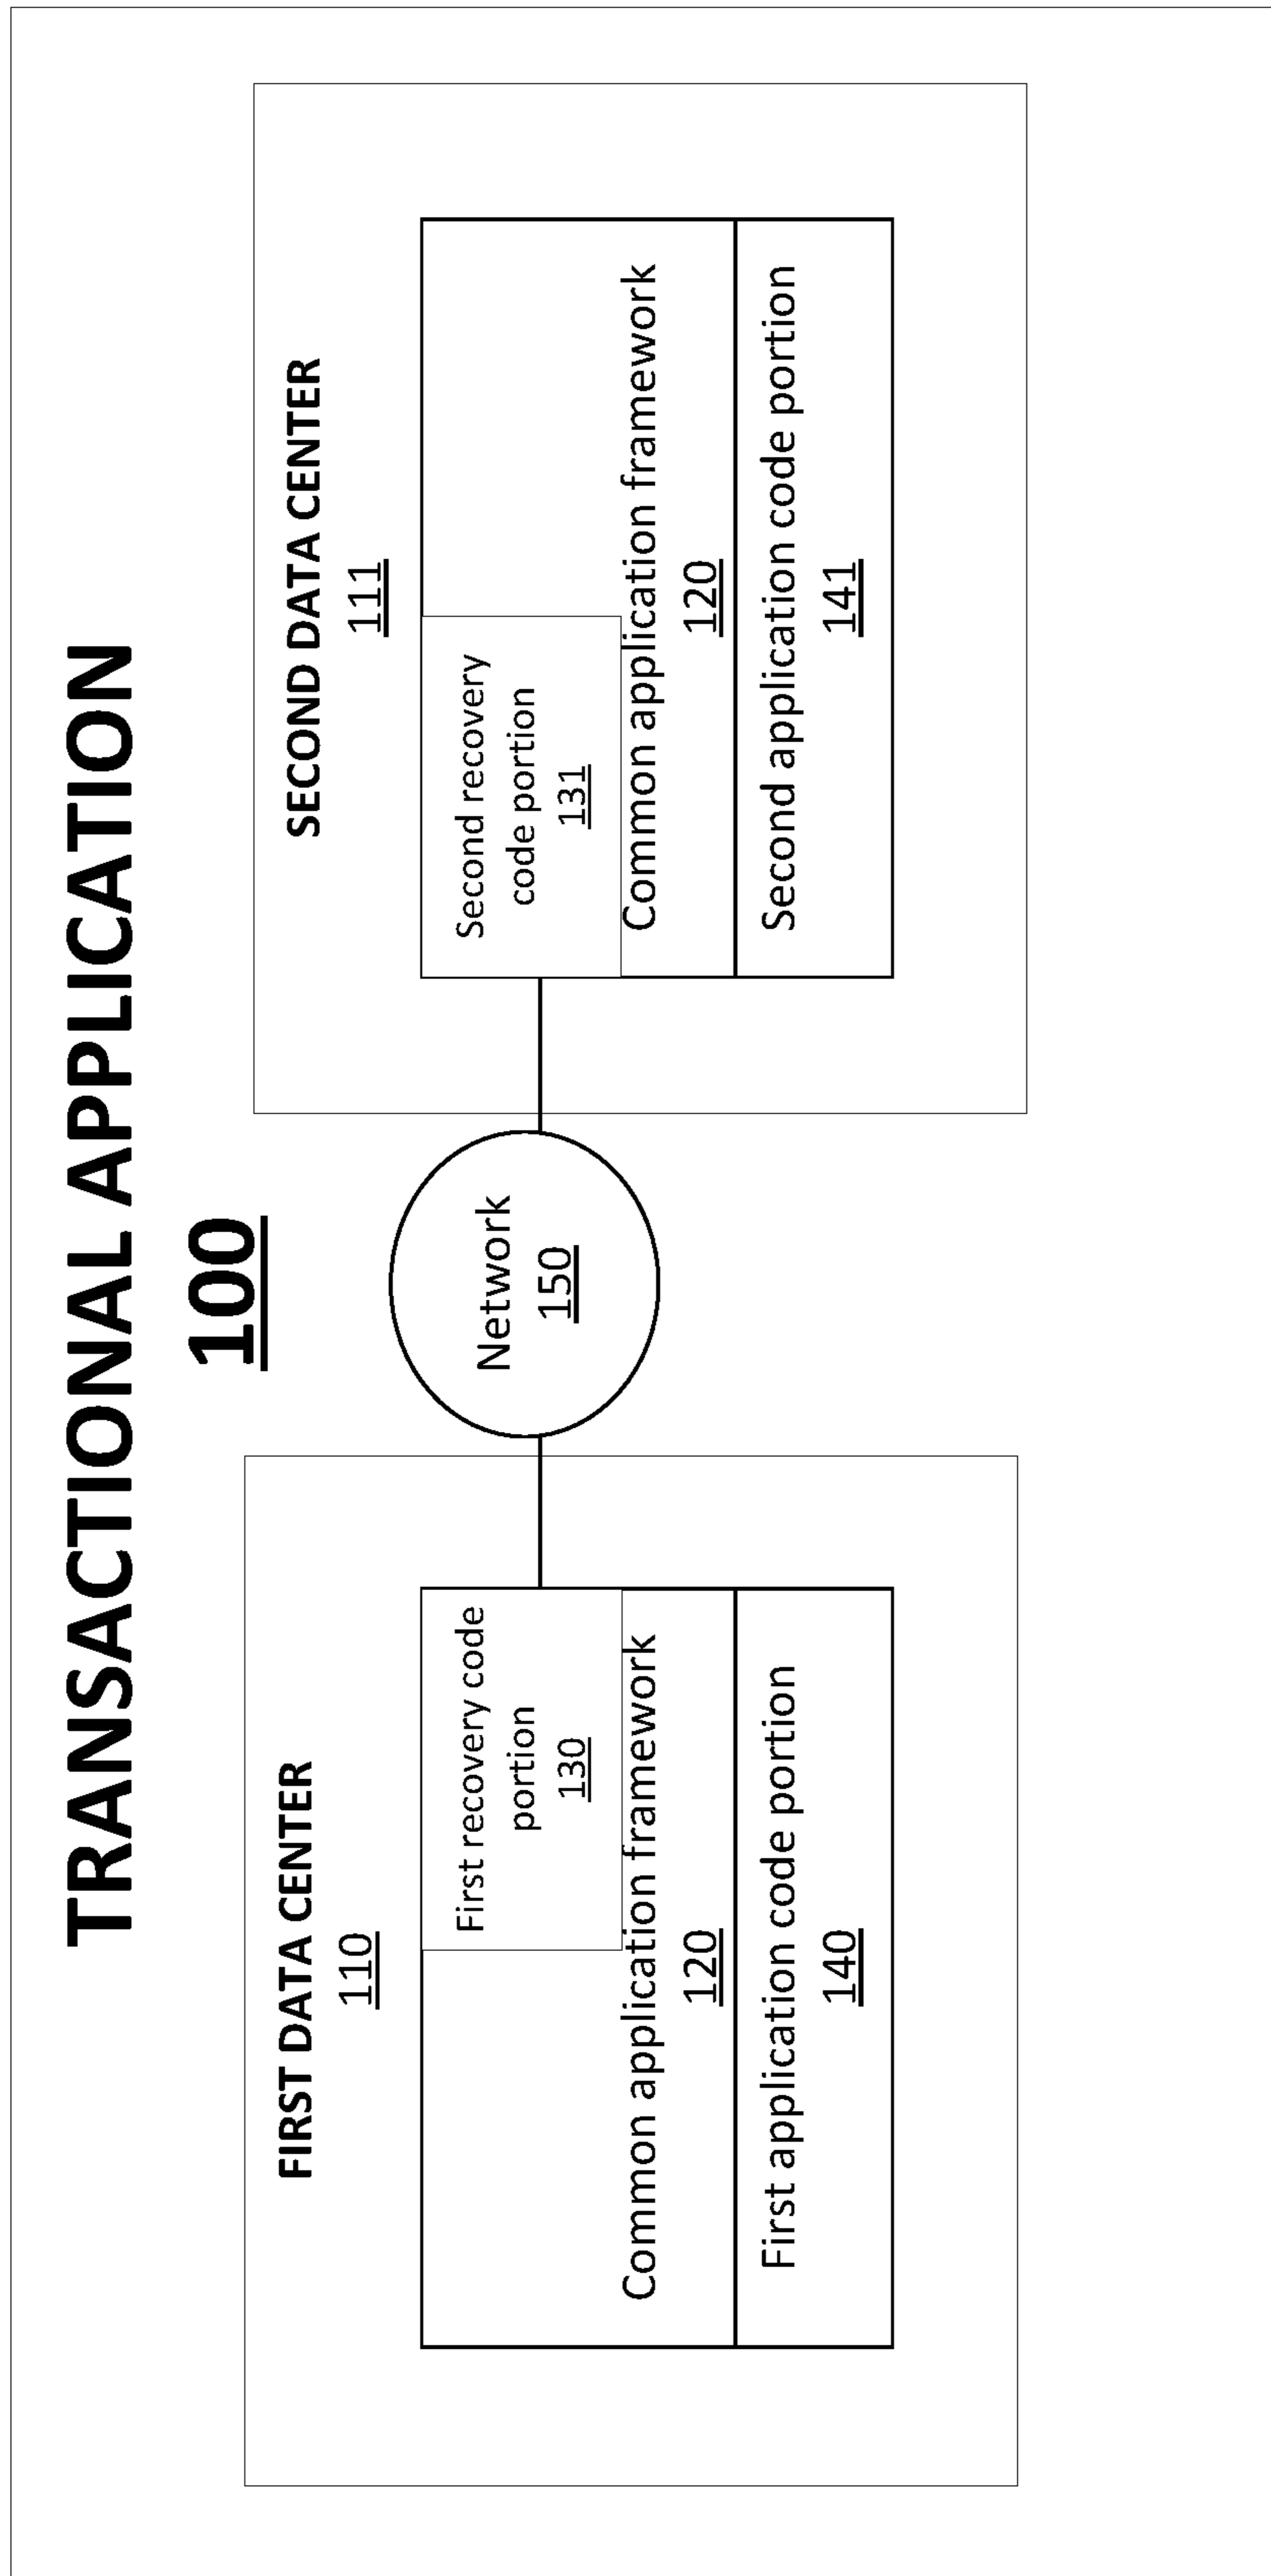 TRANSACTIONAL APPLICATION
100
FIRST DATA CENTER
110
First recovery code
portion
130
Common application framework
120
First application code portion
140
Network
150
SECOND DATA CENTER
111
Second recovery
code portion
131
Common application framework
120
Second application code portion
141